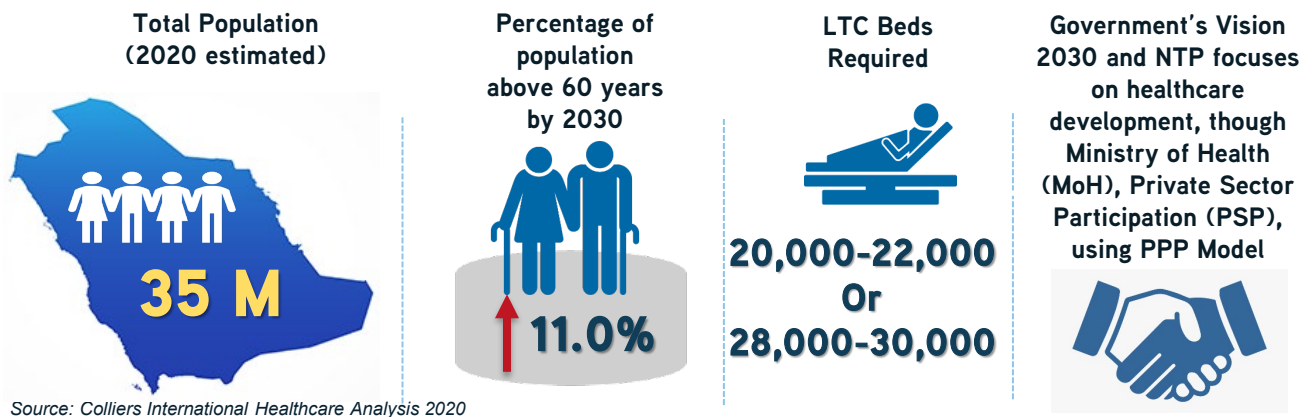 Total Population
(2020 estimated)
35 M
Percentage of
population
above 60 years
by 2030
11.0%
LTC Beds
Required
20,000-22,000
Or
28,000-30,000
Government's Vision
2030 and NTP focuses
on healthcare
development, though
Ministry of Health
(MoH), Private Sector
Participation (PSP),
using PPP Model
Source: Colliers International Healthcare Analysis 2020